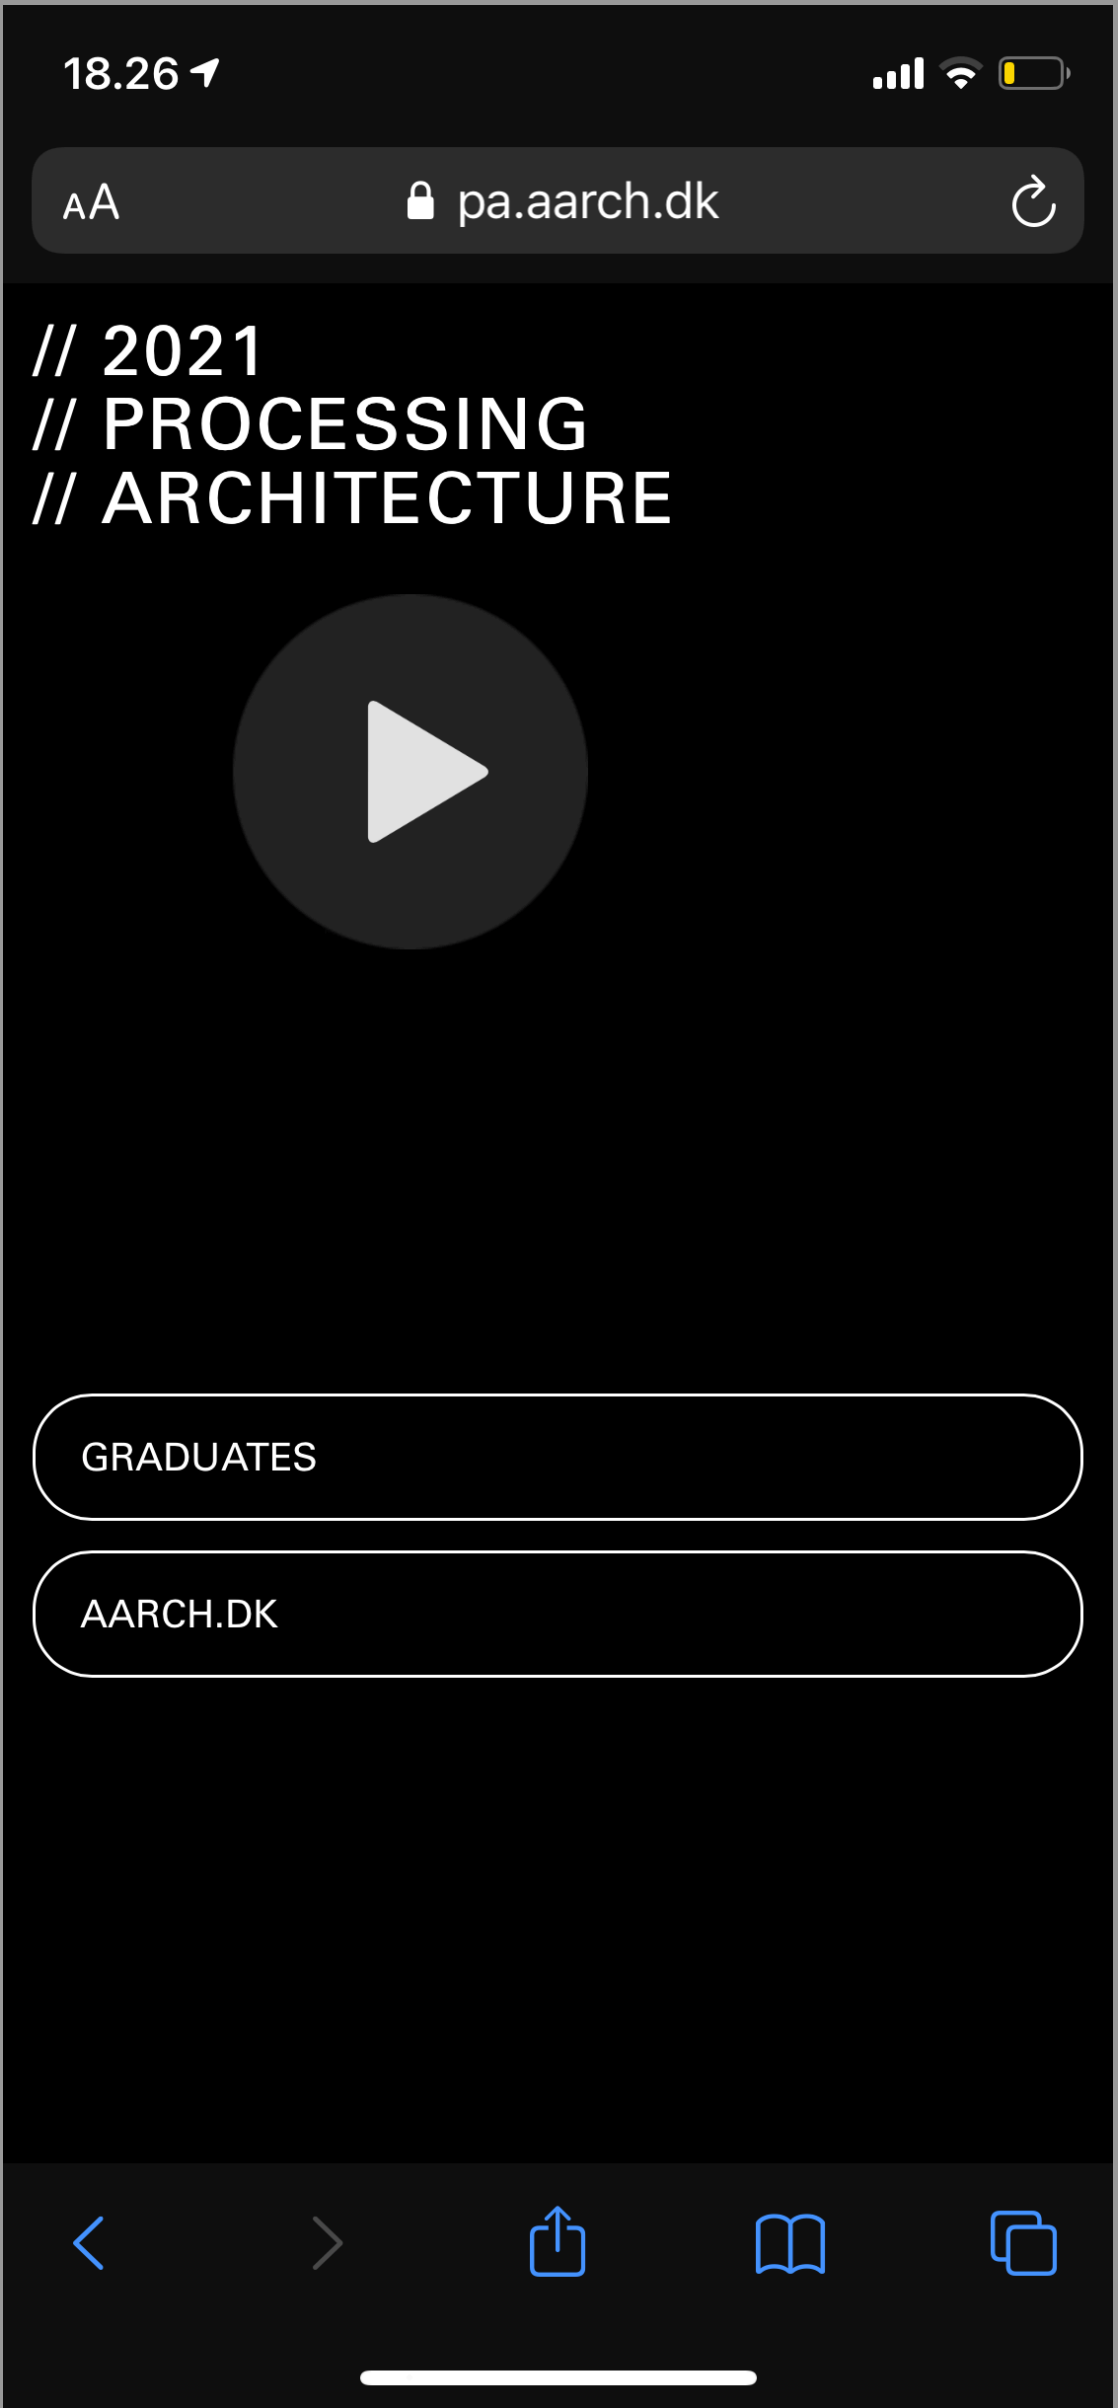 18.26
AA
pa.aarch.dk
// 2021
// PROCESSING
// ARCHITECTURE
GRADUATES
AARCH.DK